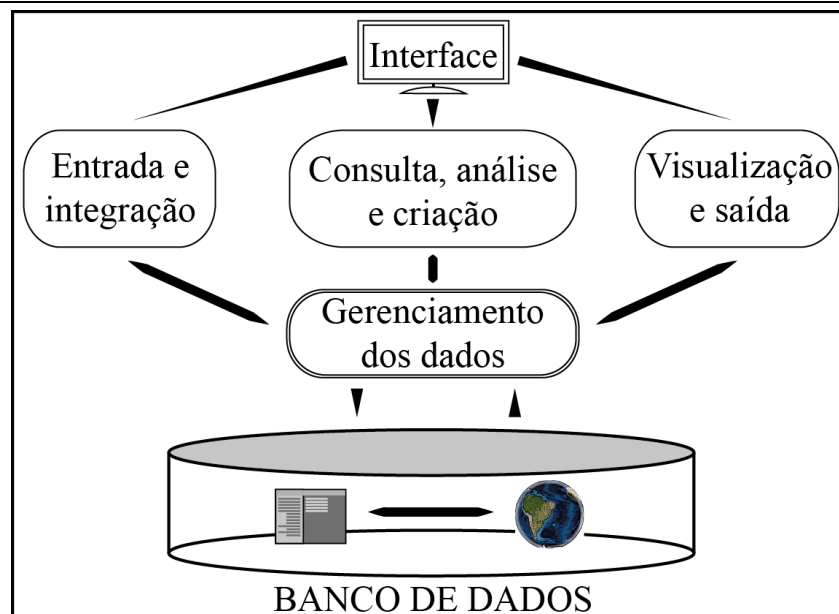 Interface
Entrada e
integração
Consulta, análise
e criação
Visualização
e saída
Gerenciamento
dos dados
BANCO DE DADOS